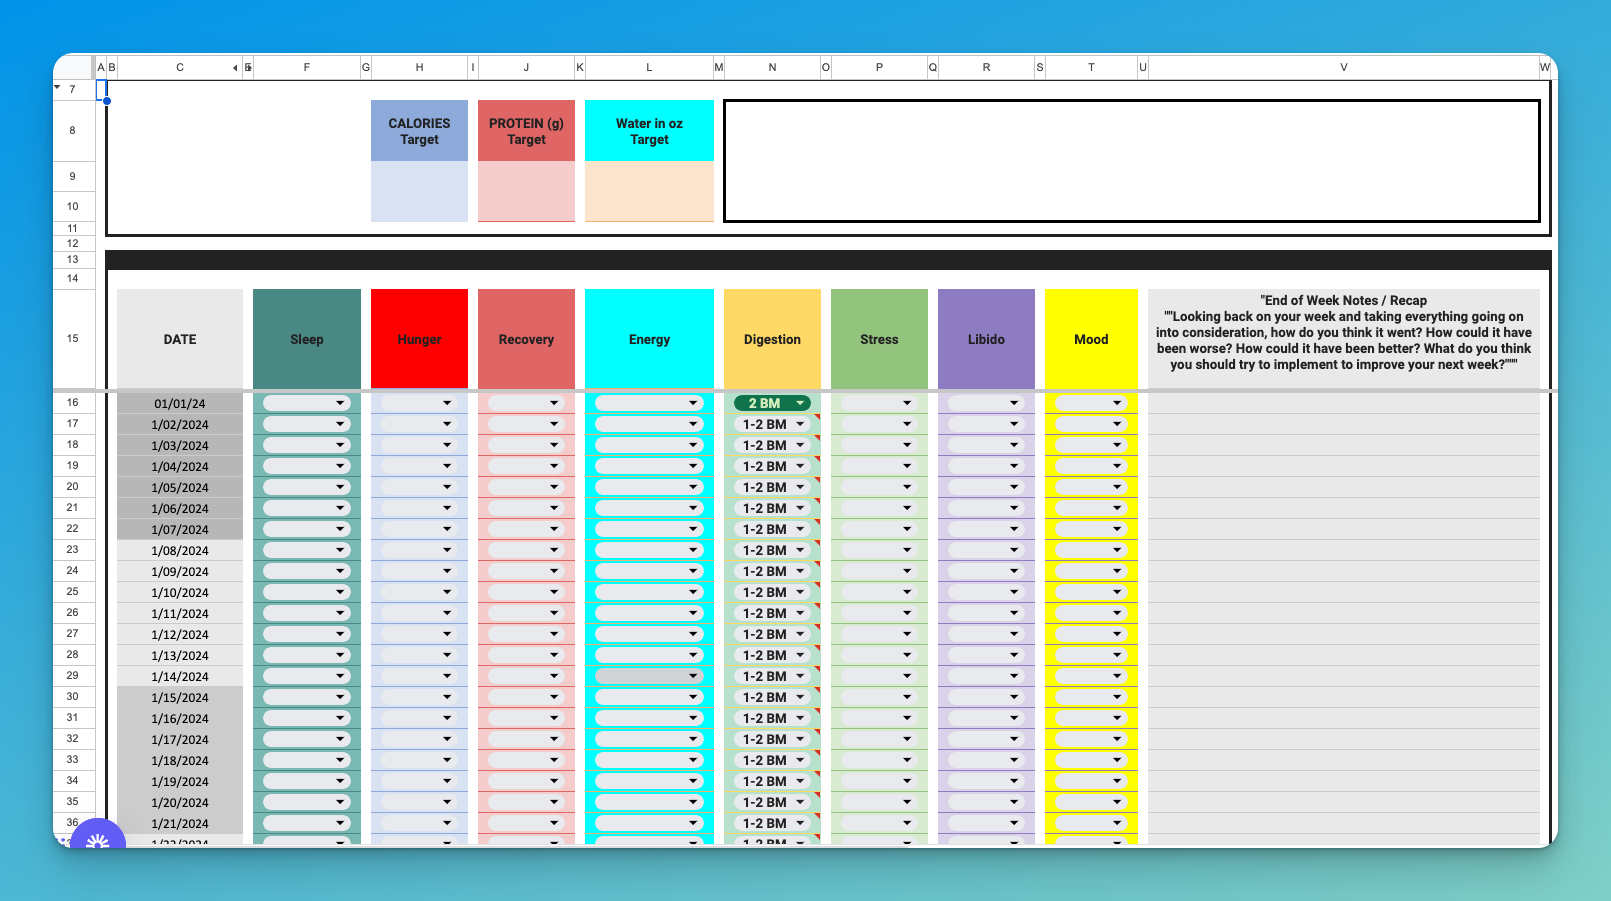 A B C E F G H I J K L M N O P Q R S T U V W
7
8 CALORIES PROTEIN (g) Water in oz
Target Target Target
9
10
11
12
13
14
15 DATE Sleep Hunger Recovery Energy Digestion Stress Libido Mood
"End of Week Notes / Recap
""Looking back on your week and taking everything going on
into consideration, how do you think it went? How could it have
been worse? How could it have been better? What do you think
you should try to implement to improve your next week?"""
16 01/01/24 2 BM
17 1/02/2024 1-2 BM
18 1/03/2024 1-2 BM
19 1/04/2024 1-2 BM
20 1/05/2024 1-2 BM
21 1/06/2024 1-2 BM
22 1/07/2024 1-2 BM
23 1/08/2024 1-2 BM
24 1/09/2024 1-2 BM
25 1/10/2024 1-2 BM
26 1/11/2024 1-2 BM
27 1/12/2024 1-2 BM
28 1/13/2024 1-2 BM
29 1/14/2024 1-2 BM
30 1/15/2024 1-2 BM
31 1/16/2024 1-2 BM
32 1/17/2024 1-2 BM
33 1/18/2024 1-2 BM
34 1/19/2024 1-2 BM
35 1/20/2024 1-2 BM
36 1/21/2024 1-2 BM
1/22/2024 1-2 BM